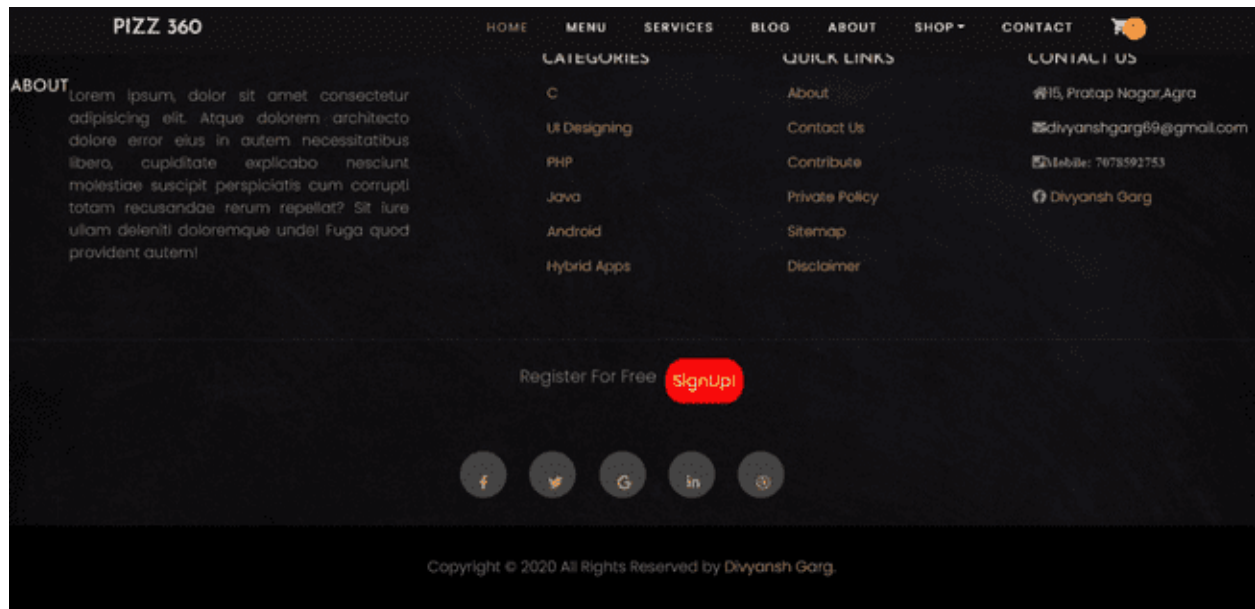 PIZZ 360
HOME MENU SERVICES BLOG ABOUT SHOP CONTACT
ABOUT
Lorem ipsum, dolor sit amet consectetur
adipisicing elit. Atque dolorem architecto
dolore error eius in autem necessitatibus
libero, cupiditate explicabo nesciunt
molestiae suscipit perspiciatis cum corrupti
totam recusandae rerum repellat? Sit iure
ullam deleniti doloremque unde! Fuga quod
provident autem!
CATEGORIES
C
UI Designing
PHP
Java
Android
Hybrid Apps
QUICK LINKS
About
Contact Us
Contribute
Private Policy
Sitemap
Disclaimer
CONTACT US
15, Pratap Nagar,Agra
divyanshgarg69@gmail.com
Mobile: 7078592753
Divyansh Garg
Register For Free SignUp!
f G in
Copyright © 2020 All Rights Reserved by Divyansh Garg.